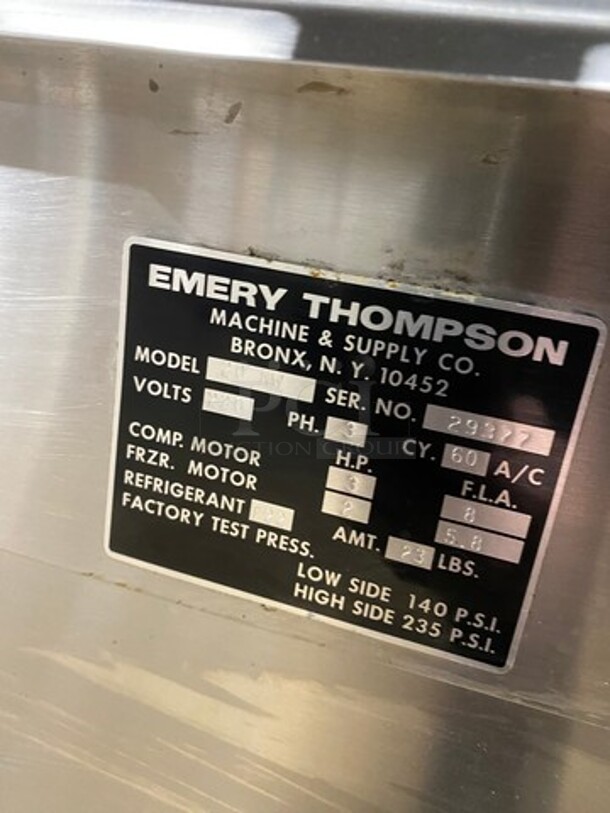 EMERY THOMPSON
MACHINE & SUPPLY CO.
BRONX, N. Y. 10452
MODEL
SER. NO. 29377
VOLTS PH. 3 CY. 60 A/C
H.P. F.L.A.
COMP. MOTOR 3 8
FRZR. MOTOR 2 5.8
REFRIGERANT AMT. 23 LBS.
FACTORY TEST PRESS.
LOW SIDE 140 P.S.I.
HIGH SIDE 235 P.S.I.